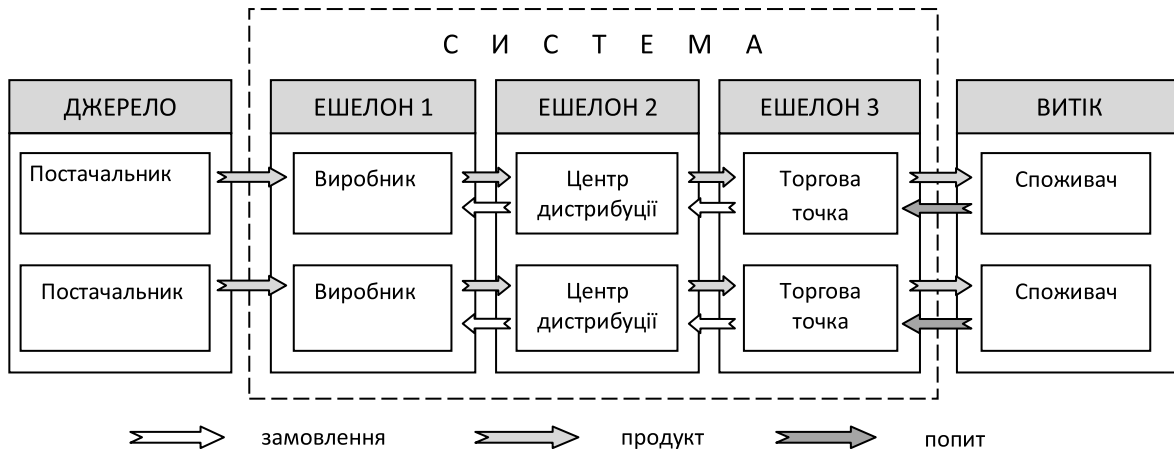 С И С Т Е М А
ДЖЕРЕЛО
ЕШЕЛОН 1
ЕШЕЛОН 2
ЕШЕЛОН 3
ВИТІК
Постачальник
Виробник
Центр
дистрибуції
Торгова
точка
Споживач
Постачальник
Виробник
Центр
дистрибуції
Торгова
точка
Споживач
замовлення
продукт
попит